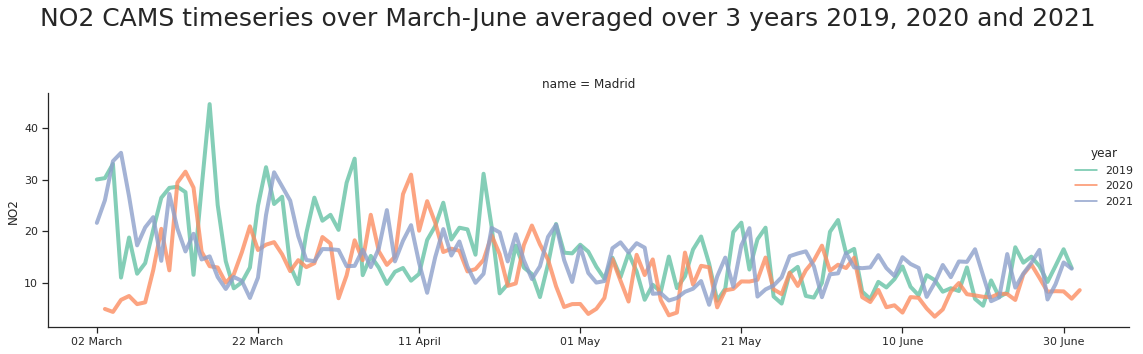 NO2 CAMS timeseries over March-June averaged over 3 years 2019, 2020 and 2021
name = Madrid
year
2019
2020
2021
NO2
40
30
20
10
02 March 22 March 11 April 01 May 21 May 10 June 30 June